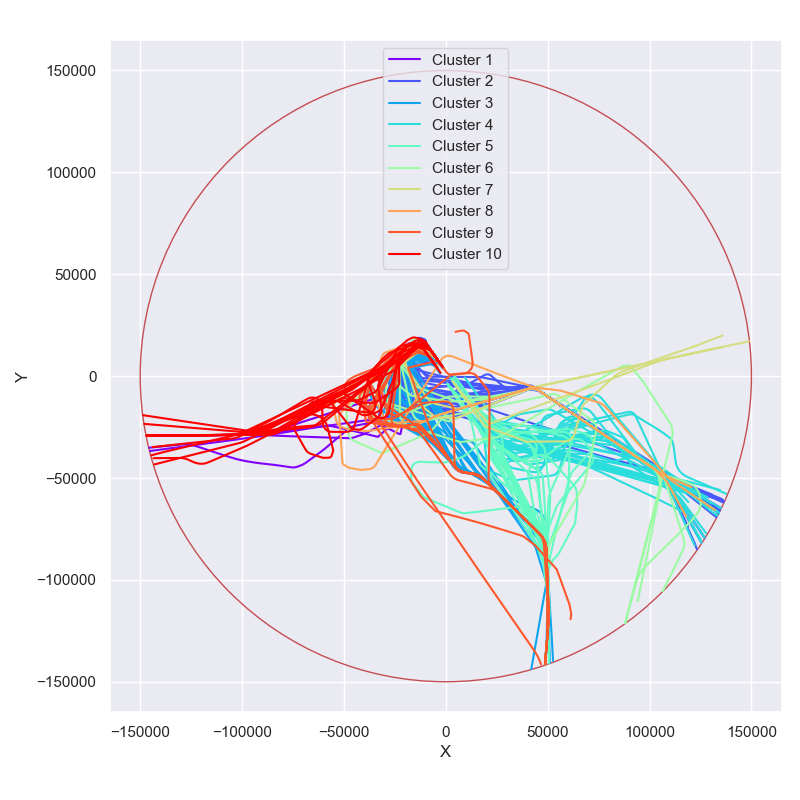 Cluster 1
Cluster 2
Cluster 3
Cluster 4
Cluster 5
Cluster 6
Cluster 7
Cluster 8
Cluster 9
Cluster 10
150000
100000
50000
0
−50000
−100000
−150000
Y
−150000 −100000 −50000 0 50000 100000 150000
X